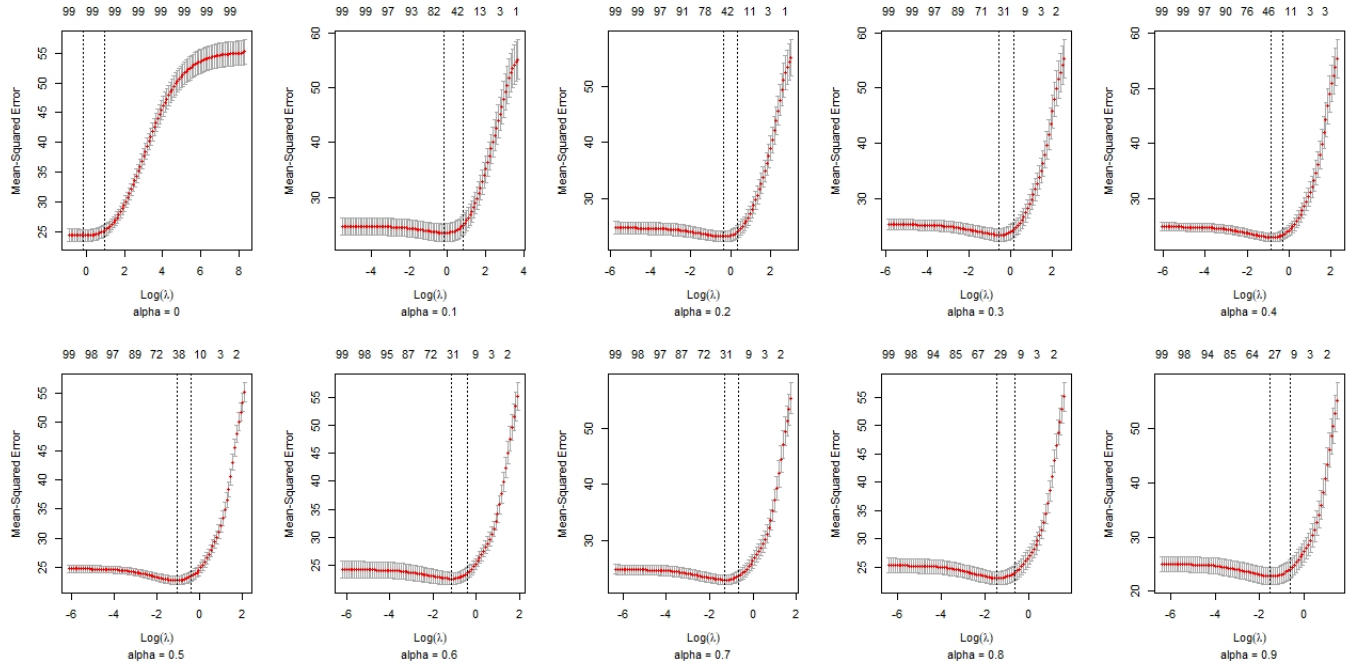 99 99 99 99 99 99 99 99
Mean-Squared Error
55
50
45
40
35
30
25
0 2 4 6 8
Log(λ)
alpha = 0
99 99 97 93 82 42 13 3 1
Mean-Squared Error
60
50
40
30
-4 -2 0 2 4
Log(λ)
alpha = 0.1
99 99 97 91 78 42 11 3 1
Mean-Squared Error
60
50
40
30
-4 -2 0 2
Log(λ)
alpha = 0.2
99 99 97 89 71 31 9 3 2
Mean-Squared Error
60
50
40
30
-6 -4 -2 0 2
Log(λ)
alpha = 0.3
99 99 97 90 76 46 11 3 3
Mean-Squared Error
60
50
40
30
-6 -4 -2 0 2
Log(λ)
alpha = 0.4
99 98 97 89 72 38 10 3 2
Mean-Squared Error
55
50
45
40
35
30
25
-6 -4 -2 0 2
Log(λ)
alpha = 0.5
99 98 95 87 72 31 9 3 2
Mean-Squared Error
55
50
45
40
35
30
25
-6 -4 -2 0 2
Log(λ)
alpha = 0.6
99 98 97 87 72 31 9 3 2
Mean-Squared Error
50
40
30
-6 -4 -2 0 2
Log(λ)
alpha = 0.7
99 98 94 85 67 29 9 3 2
Mean-Squared Error
55
50
45
40
35
30
25
-6 -4 -2 0
Log(λ)
alpha = 0.8
99 98 94 85 64 27 9 3 2
Mean-Squared Error
50
40
30
20
-6 -4 -2 0
Log(λ)
alpha = 0.9